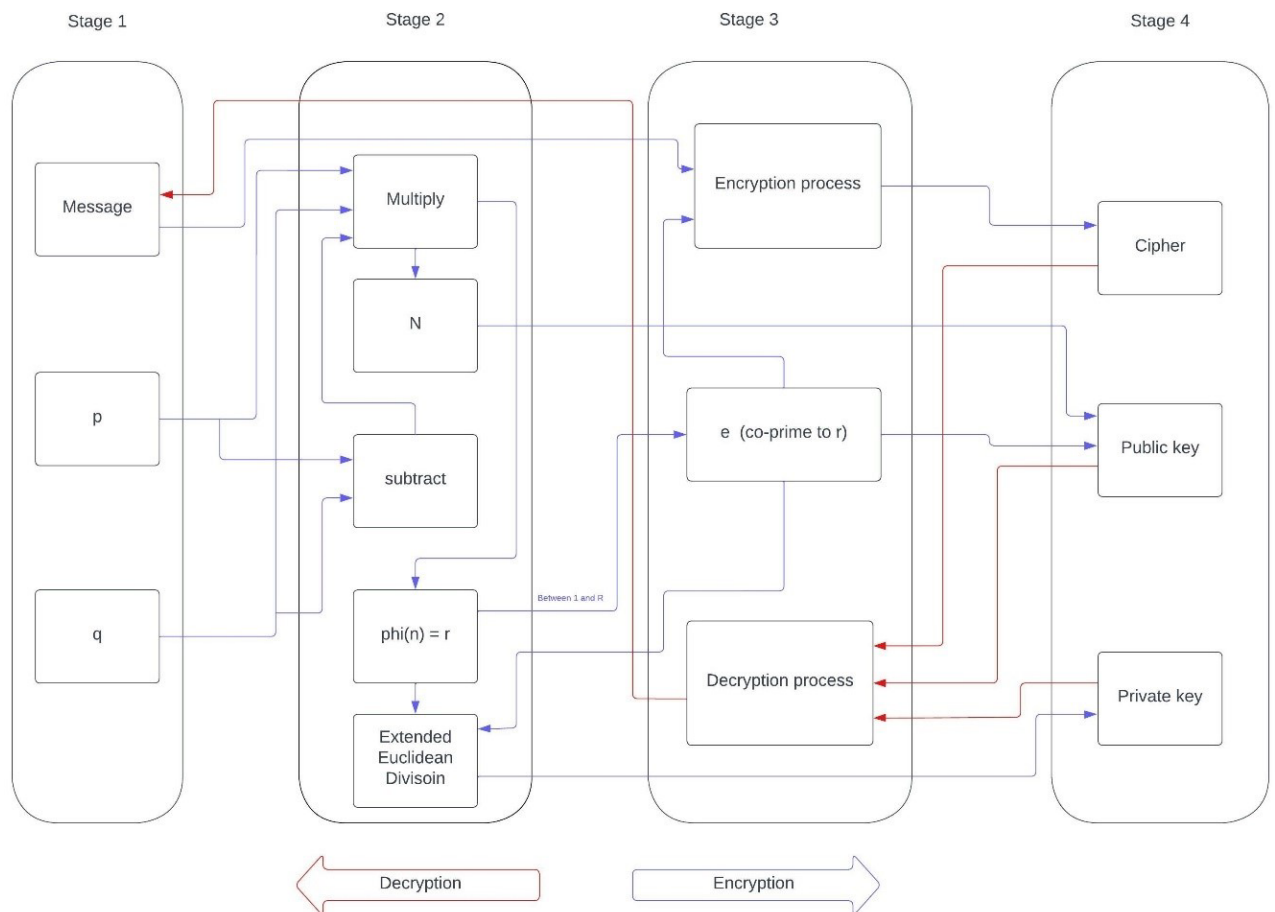 Stage 1
Stage 2
Stage 3
Stage 4
Message
p
q
Multiply
N
subtract
phi(n) = r
Between 1 and R
Extended
Euclidean
Divisoin
Encryption process
e (co-prime to r)
Decryption process
Cipher
Public key
Private key
Decryption
Encryption